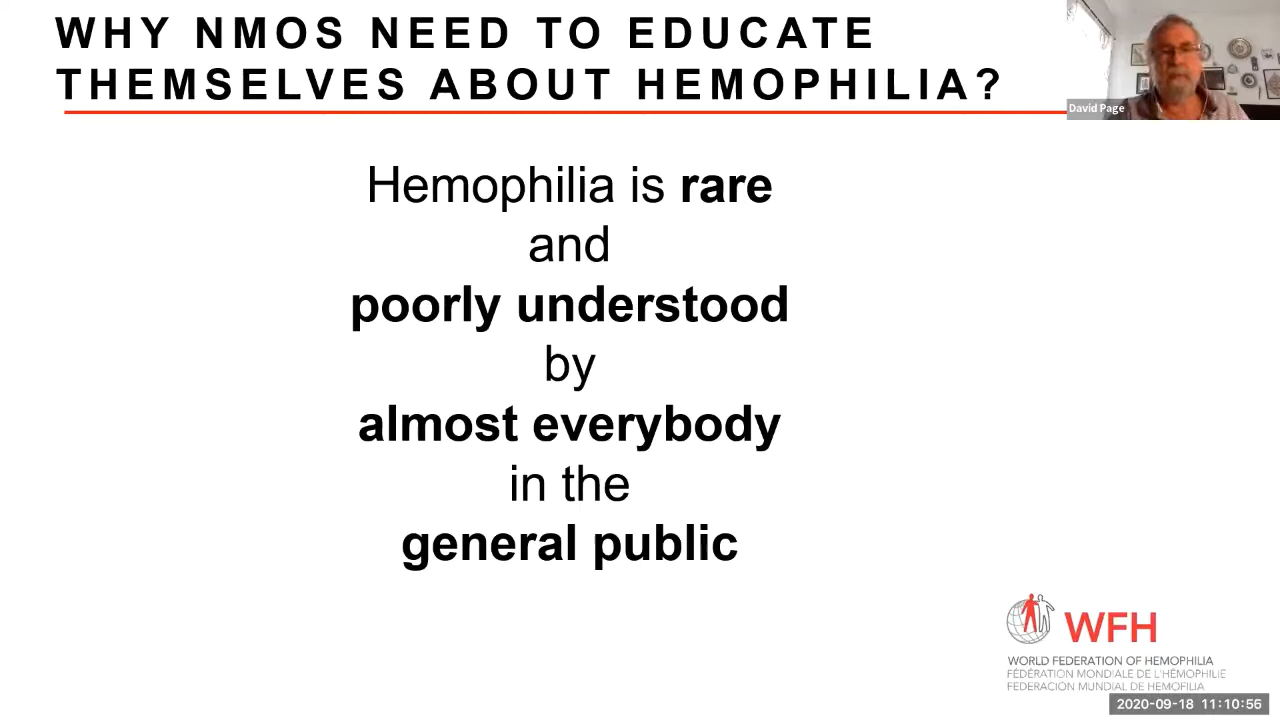 WHY NMOS NEED TO EDUCATE
THEMSELVES ABOUT HEMOPHILIA?
David Page
Hemophilia is rare
and
poorly understood
by
almost everybody
in the
general public
WFH
WORLD FEDERATION OF HEMOPHILIA
FÉDÉRATION MONDIALE DE L'HÉMOPHILIE
FEDERACIÓN MUNDIAL DE HEMOFILIA
2020-09-18 11:10:56